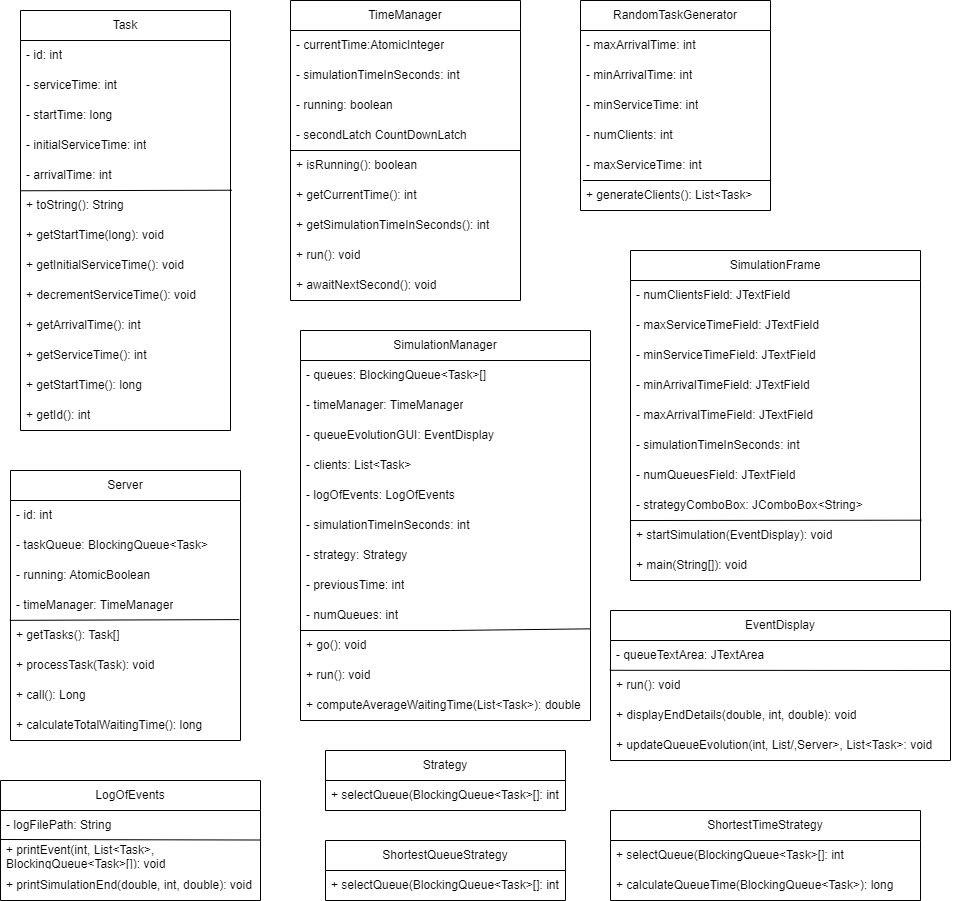 Task
- id: int
- serviceTime: int
- startTime: long
- initialServiceTime: int
- arrivalTime: int
+ toString(): String
+ getStartTime(long): void
+ getInitialServiceTime(): void
+ decrementServiceTime(): void
+ getArrivalTime(): int
+ getServiceTime(): int
+ getStartTime(): long
+ getId(): int
TimeManager
- currentTime:AtomicInteger
- simulationTimeInSeconds: int
- running: boolean
- secondLatch CountDownLatch
+ isRunning(): boolean
+ getCurrentTime(): int
+ getSimulationTimeInSeconds(): int
+ run(): void
+ awaitNextSecond(): void
RandomTaskGenerator
- maxArrivalTime: int
- minArrivalTime: int
- minServiceTime: int
- numClients: int
- maxServiceTime: int
+ generateClients(): List<Task>
SimulationFrame
- numClientsField: JTextField
- maxServiceTimeField: JTextField
- minServiceTimeField: JTextField
- minArrivalTimeField: JTextField
- maxArrivalTimeField: JTextField
- simulationTimeInSeconds: int
- numQueuesField: JTextField
- strategyComboBox: JComboBox<String>
+ startSimulation(EventDisplay): void
+ main(String[]): void
SimulationManager
- queues: BlockingQueue<Task>[]
- timeManager: TimeManager
- queueEvolutionGUI: EventDisplay
- clients: List<Task>
- logOfEvents: LogOfEvents
- simulationTimeInSeconds: int
- strategy: Strategy
- previousTime: int
- numQueues: int
+ go(): void
+ run(): void
+ computeAverageWaitingTime(List<Task>): double
Server
- id: int
- taskQueue: BlockingQueue<Task>
- running: AtomicBoolean
- timeManager: TimeManager
+ getTasks(): Task[]
+ processTask(Task): void
+ call(): Long
+ calculateTotalWaitingTime(): long
EventDisplay
- queueTextArea: JTextArea
+ run(): void
+ displayEndDetails(double, int, double): void
+ updateQueueEvolution(int, List/,Server>, List<Task>: void
LogOfEvents
- logFilePath: String
+ printEvent(int, List<Task>,
BlockingQueue<Task>[]): void
+ printSimulationEnd(double, int, double): void
Strategy
+ selectQueue(BlockingQueue<Task>[]: int
ShortestQueueStrategy
+ selectQueue(BlockingQueue<Task>[]: int
ShortestTimeStrategy
+ selectQueue(BlockingQueue<Task>[]: int
+ calculateQueueTime(BlockingQueue<Task>): long